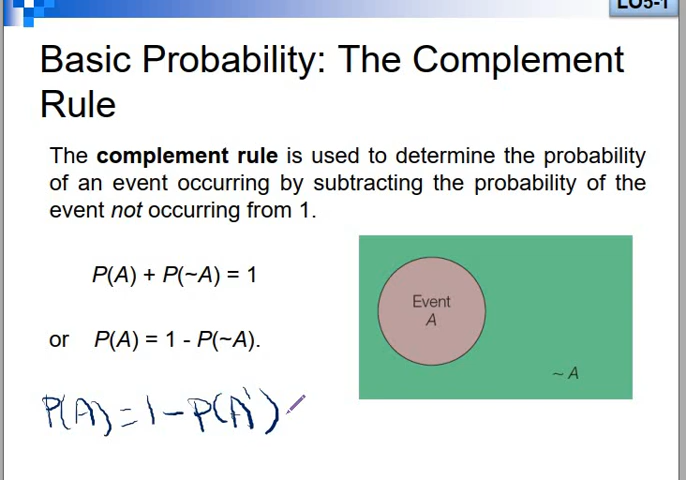 LO5-1
Basic Probability: The Complement
Rule
The complement rule is used to determine the probability
of an event occurring by subtracting the probability of the
event not occurring from 1.
P(A) + P(~A) = 1
or P(A) = 1 - P(~A).
Event
A
~ A
P(A) = 1 - P(A')